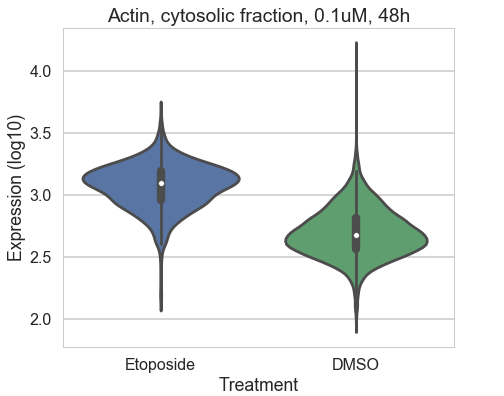 Actin, cytosolic fraction, 0.1uM, 48h
Expression (log10)
4.0
3.5
3.0
2.5
2.0
Etoposide DMSO
Treatment